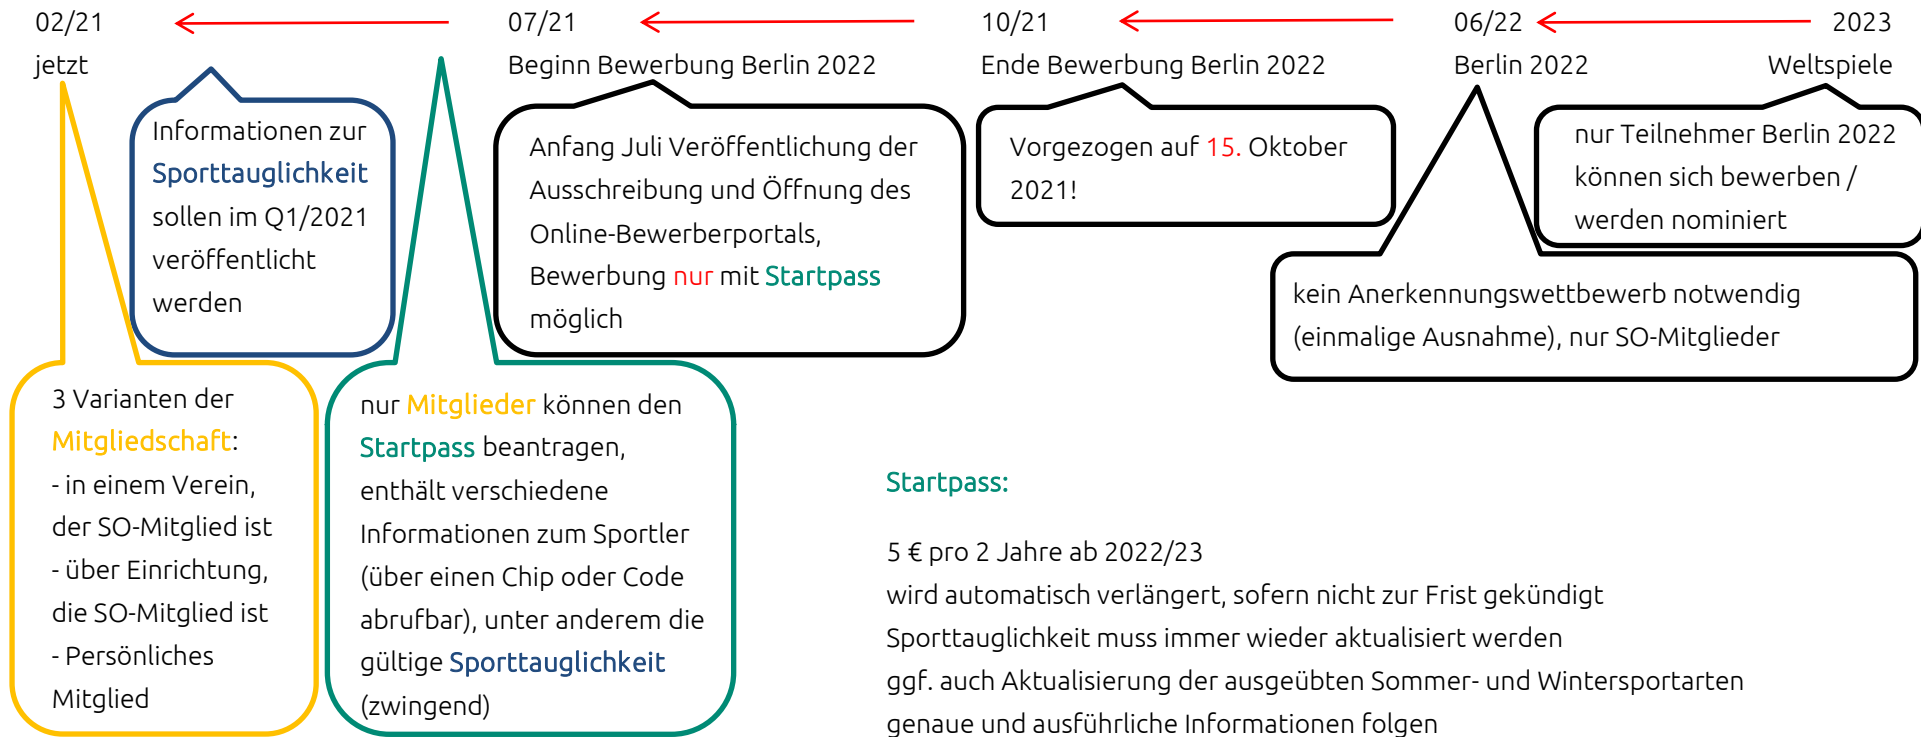 02/21
jetzt
07/21
Beginn Bewerbung Berlin 2022
10/21
Ende Bewerbung Berlin 2022
06/22
Berlin 2022
2023
Weltspiele
Informationen zur
Sporttauglichkeit
sollen im Q1/2021
veröffentlicht
werden
Anfang Juli Veröffentlichung der
Ausschreibung und Öffnung des
Online-Bewerberportals,
Bewerbung nur mit Startpass
möglich
Vorgezogen auf 15. Oktober
2021!
nur Teilnehmer Berlin 2022
können sich bewerben /
werden nominiert
kein Anerkennungswettbewerb notwendig
(einmalige Ausnahme), nur SO-Mitglieder
3 Varianten der
Mitgliedschaft:
- in einem Verein,
der SO-Mitglied ist
- über Einrichtung,
die SO-Mitglied ist
- Persönliches
Mitglied
nur Mitglieder können den
Startpass beantragen,
enthält verschiedene
Informationen zum Sportler
(über einen Chip oder Code
abrufbar), unter anderem die
gültige Sporttauglichkeit
(zwingend)
Startpass:
5 € pro 2 Jahre ab 2022/23
wird automatisch verlängert, sofern nicht zur Frist gekündigt
Sporttauglichkeit muss immer wieder aktualisiert werden
ggf. auch Aktualisierung der ausgeübten Sommer- und Wintersportarten
genaue und ausführliche Informationen folgen